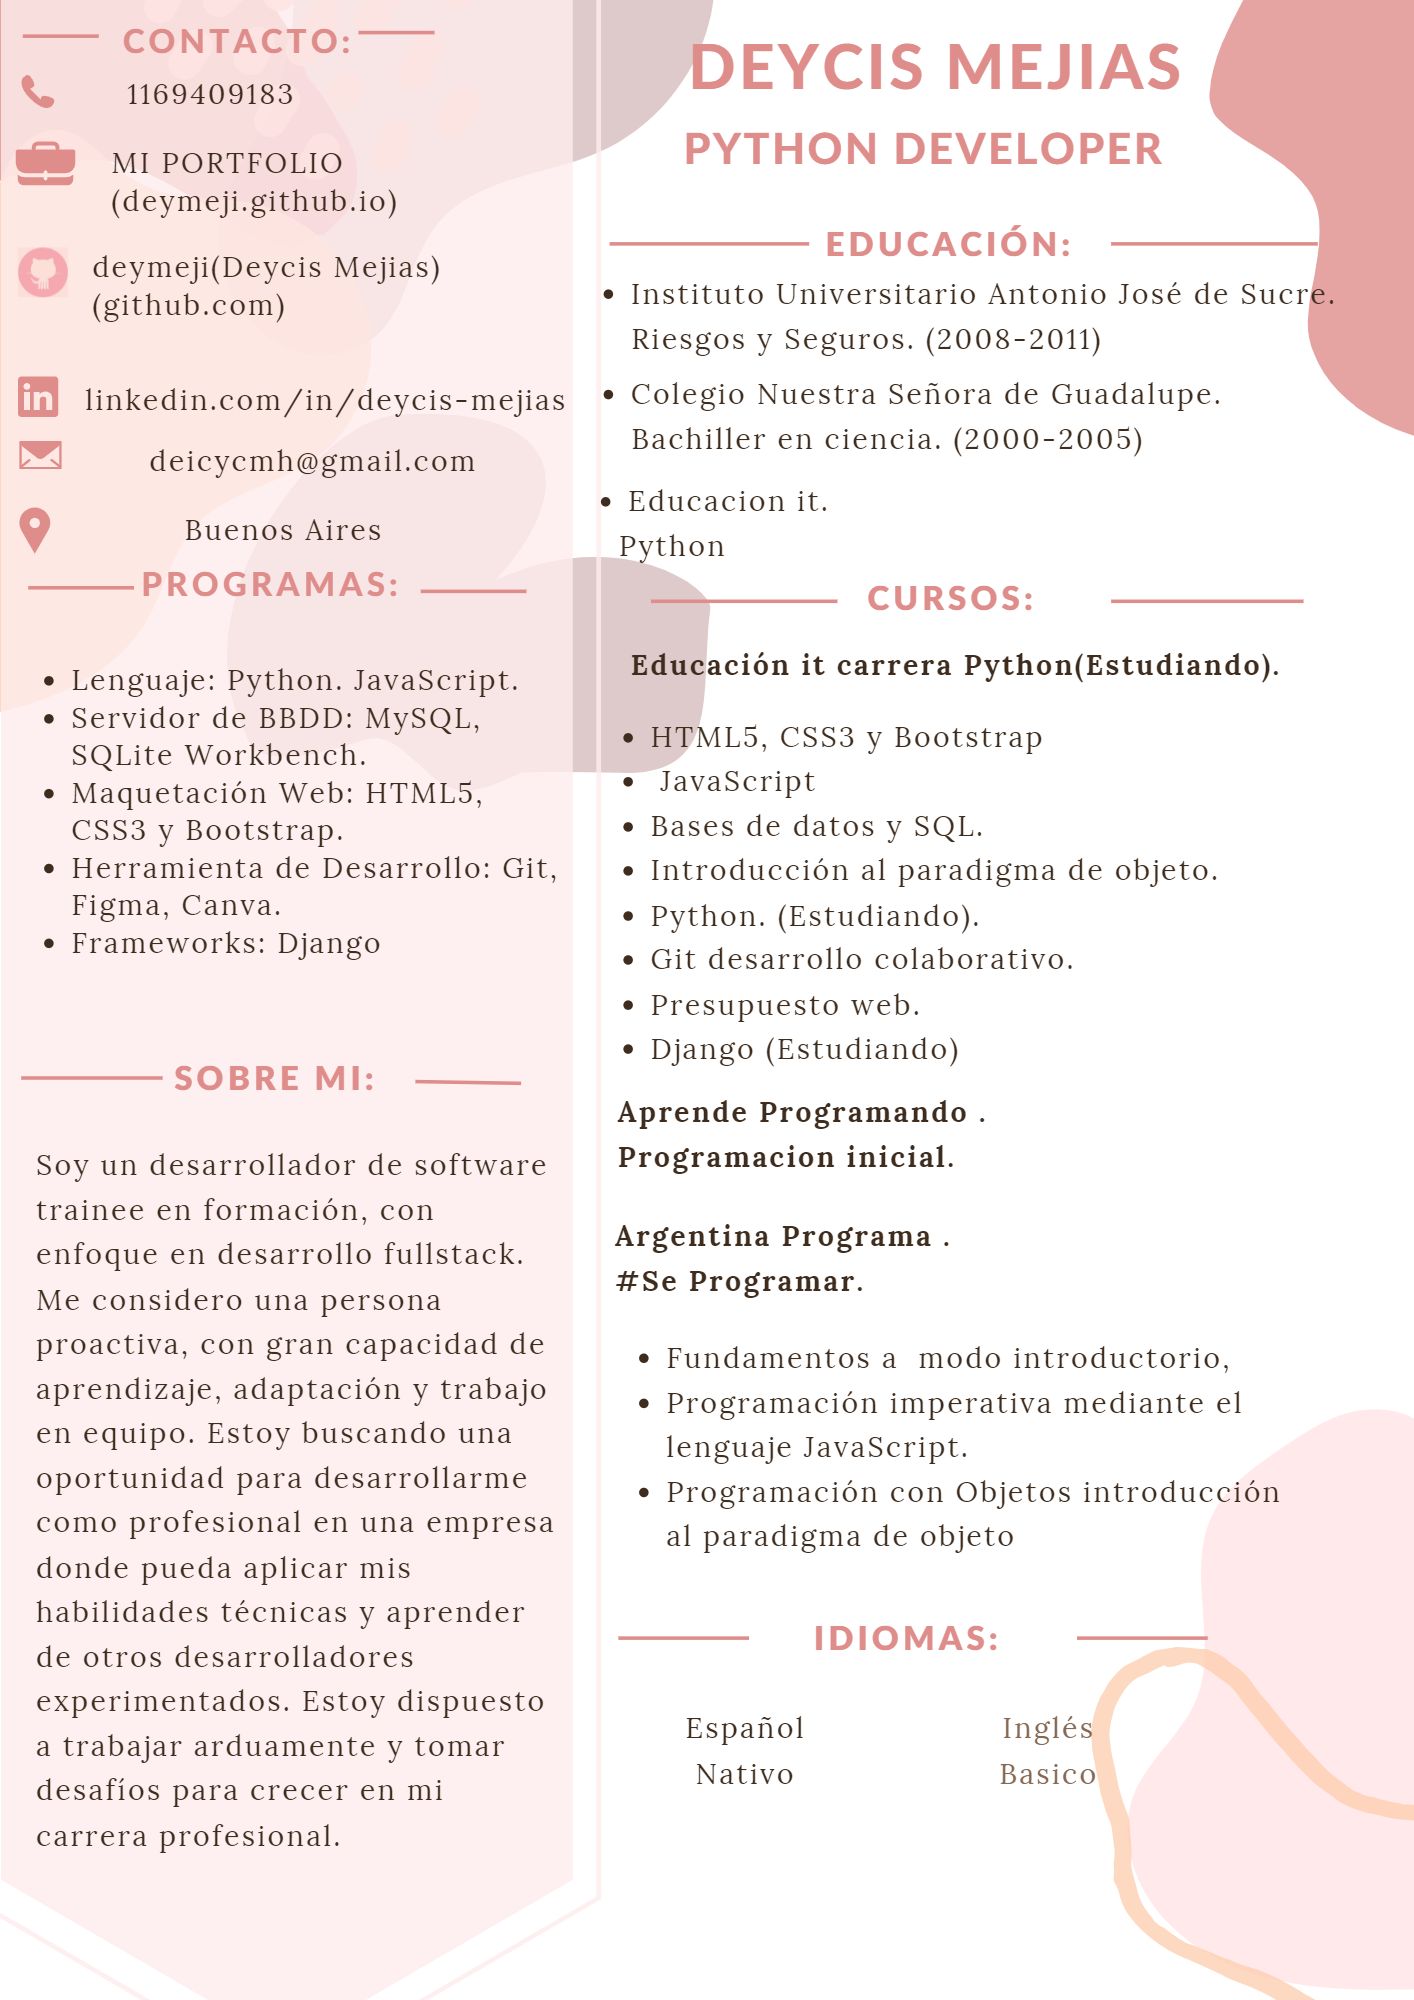 CONTACTO:
1169409183
MI PORTFOLIO
(deymeji.github.io)
deymeji(Deycis Mejias)
(github.com)
linkedin.com/in/deycis-mejias
deicycmh@gmail.com
Buenos Aires
PROGRAMAS:
Lenguaje: Python. JavaScript.
Servidor de BBDD: MySQL,
SQLite Workbench.
Maquetación Web: HTML5,
CSS3 y Bootstrap.
Herramienta de Desarrollo: Git,
Figma, Canva.
Frameworks: Django
SOBRE MI:
Soy un desarrollador de software
trainee en formación, con
enfoque en desarrollo fullstack.
Me considero una persona
proactiva, con gran capacidad de
aprendizaje, adaptación y trabajo
en equipo. Estoy buscando una
oportunidad para desarrollarme
como profesional en una empresa
donde pueda aplicar mis
habilidades técnicas y aprender
de otros desarrolladores
experimentados. Estoy dispuesto
a trabajar arduamente y tomar
desafíos para crecer en mi
carrera profesional.
DEYCIS MEJIAS
PYTHON DEVELOPER
EDUCACIÓN:
Instituto Universitario Antonio José de Sucre.
Riesgos y Seguros. (2008-2011)
Colegio Nuestra Señora de Guadalupe.
Bachiller en ciencia. (2000-2005)
Educacion it.
Python
CURSOS:
Educación it carrera Python(Estudiando).
HTML5, CSS3 y Bootstrap
JavaScript
Bases de datos y SQL.
Introducción al paradigma de objeto.
Python. (Estudiando).
Git desarrollo colaborativo.
Presupuesto web.
Django (Estudiando)
Aprende Programando .
Programacion inicial.
Argentina Programa .
#Se Programar.
Fundamentos a  modo introductorio,
Programación imperativa mediante el
lenguaje JavaScript.
Programación con Objetos introducción
al paradigma de objeto
IDIOMAS:
Español
Nativo
Inglés
Basico